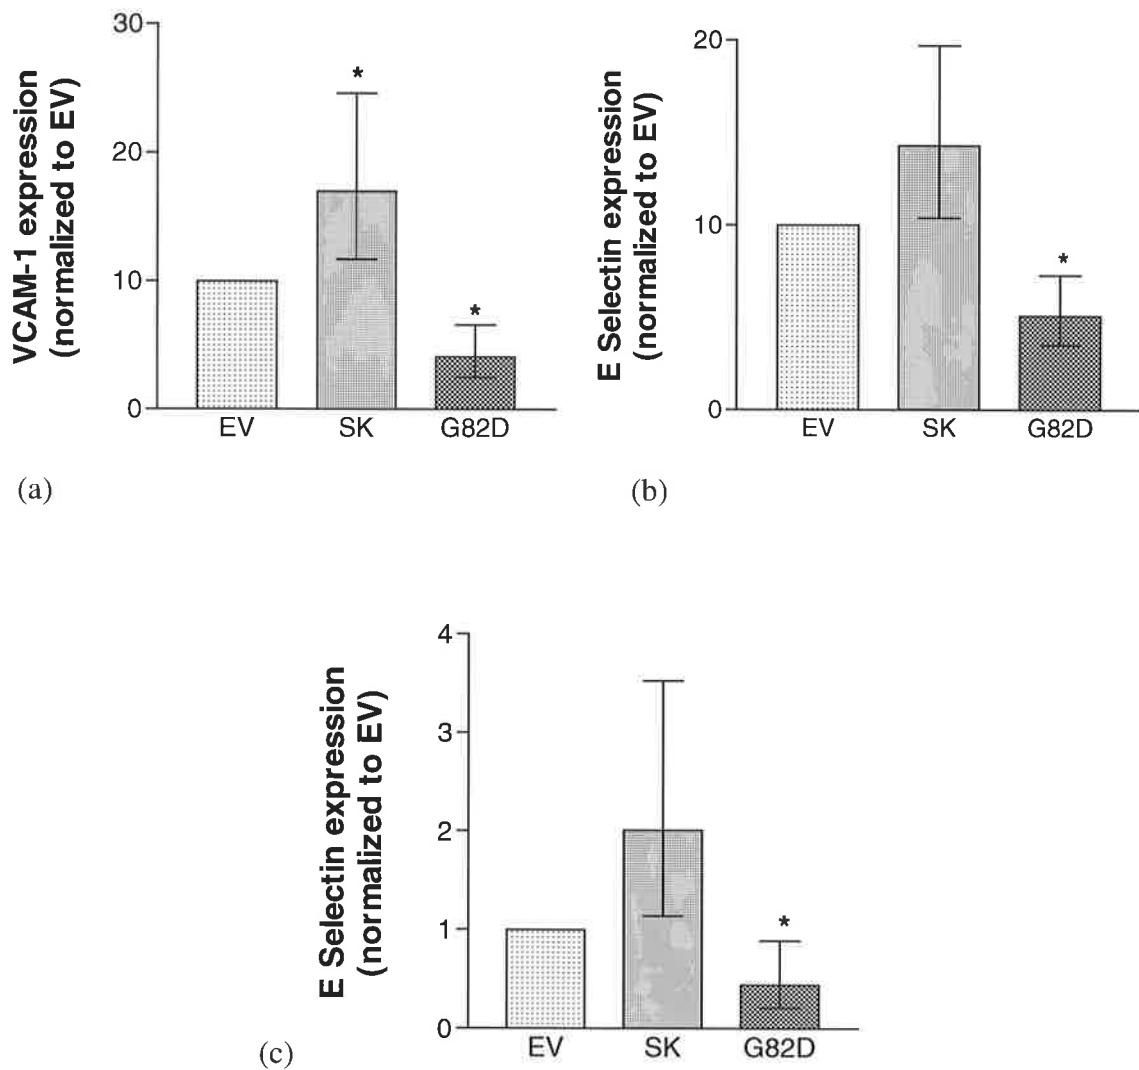 VCAM-1 expression
(normalized to EV)
30
20
10
0
*
*
EV SK G82D
(a)
E Selectin expression
(normalized to EV)
20
10
0
*
EV SK G82D
(b)
E Selectin expression
(normalized to EV)
4
3
2
1
0
*
EV SK G82D
(c)